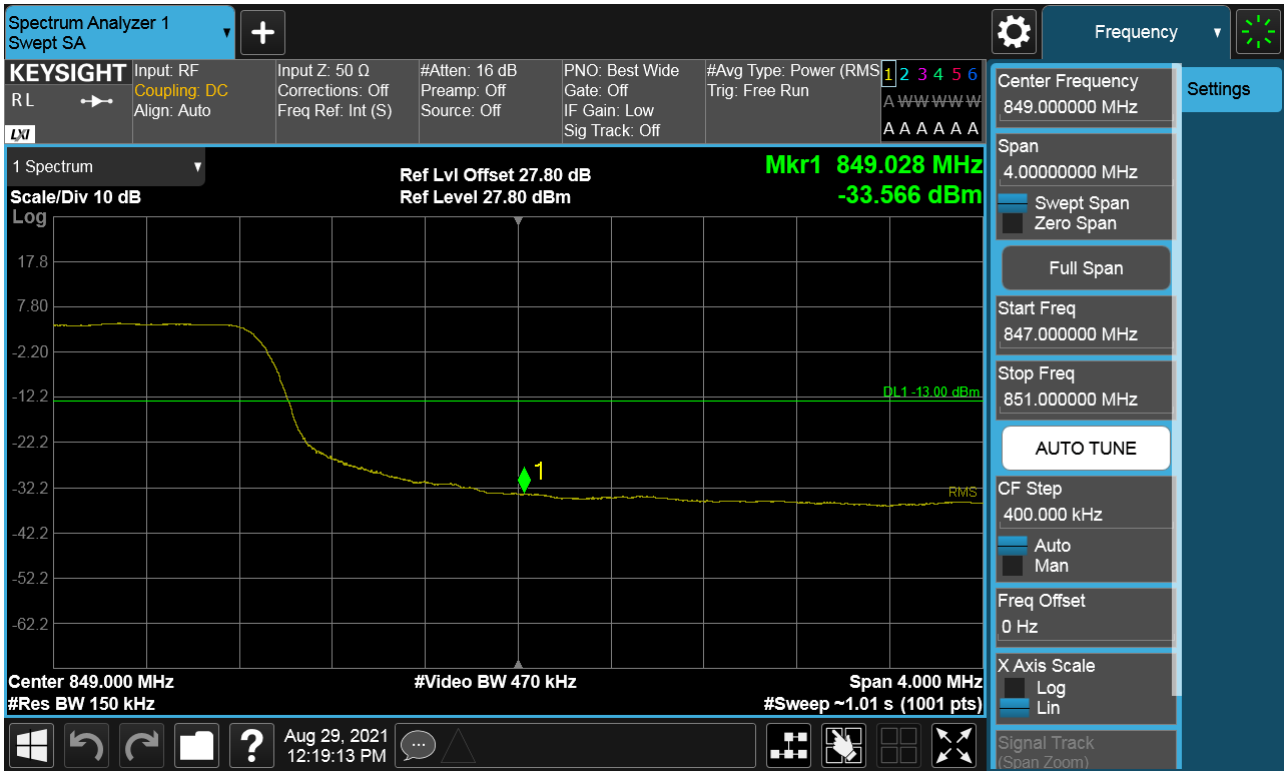 Spectrum Analyzer 1
Swept SA
+
Frequency
KEYSIGHT
RL
LXI
Input: RF
Coupling: DC
Align: Auto
Input Z: 50 Ω
Corrections: Off
Freq Ref: Int (S)
#Atten: 16 dB
Preamp: Off
Source: Off
PNO: Best Wide
Gate: Off
IF Gain: Low
Sig Track: Off
#Avg Type: Power (RMS
Trig: Free Run
1 2 3 4 5 6
A W W W W W
A A A A A A
1 Spectrum
Scale/Div 10 dB
Log
Ref Lvl Offset 27.80 dB
Ref Level 27.80 dBm
Mkr1 849.028 MHz
-33.566 dBm
17.8
7.80
-2.20
-12.2
-22.2
-32.2
-42.2
-52.2
-62.2
DL1 -13.00 dBm
1
RMS
Center 849.000 MHz
#Video BW 470 kHz
Span 4.000 MHz
#Res BW 150 kHz
#Sweep ~1.01 s (1001 pts)
Center Frequency
849.000000 MHz
Settings
Span
4.00000000 MHz
Swept Span
Zero Span
Full Span
Start Freq
847.000000 MHz
Stop Freq
851.000000 MHz
AUTO TUNE
CF Step
400.000 kHz
Auto
Man
Freq Offset
0 Hz
X Axis Scale
Log
Lin
Signal Track
(Span Zoom)
?
Aug 29, 2021
12:19:13 PM
...